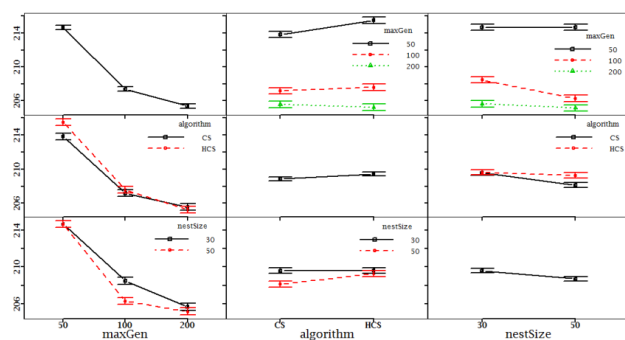 214
210
206
maxGen
50
100
200
maxGen
50
100
200
214
210
206
algorithm
CS
HCS
algorithm
CS
HCS
214
210
206
nestSize
30
50
nestSize
30
50
50 100 200 CS HCS 30 50
maxGen algorithm nestSize